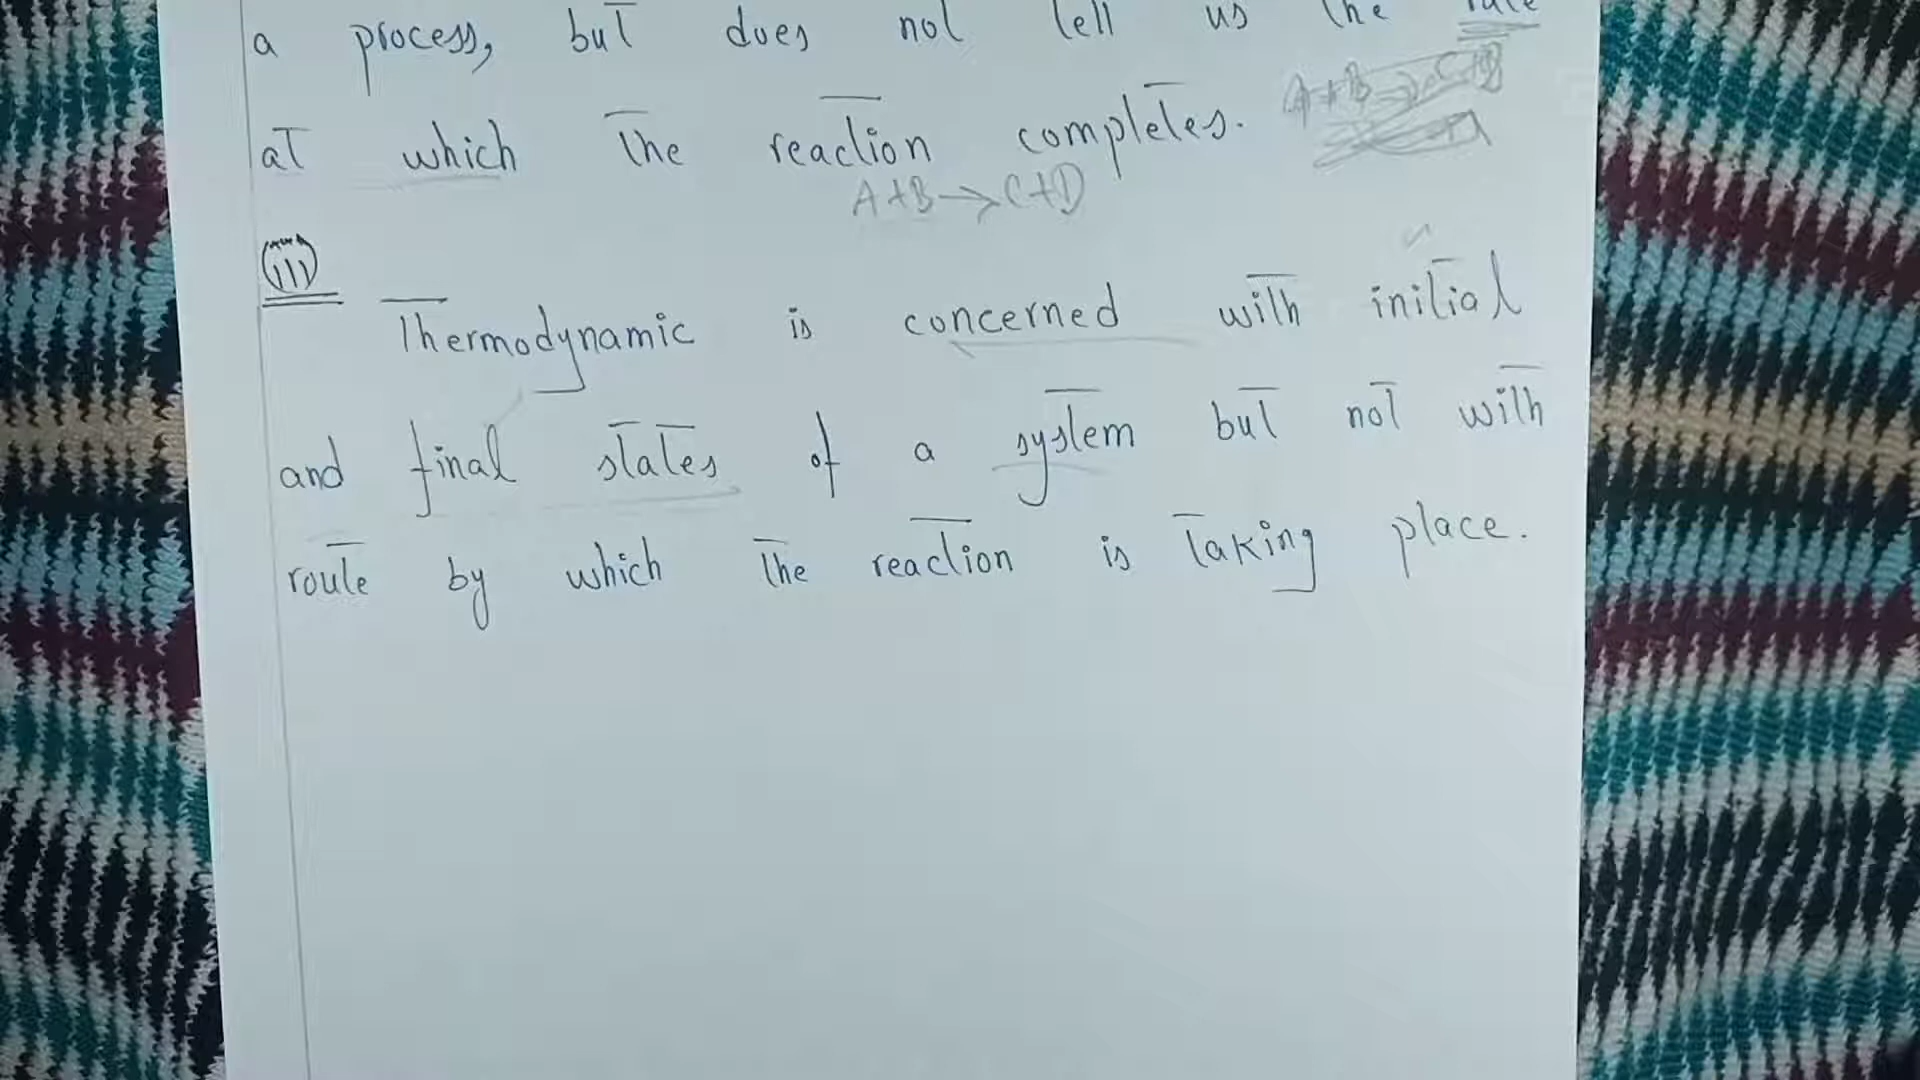 a process, but does not tell us the rate
at which the reaction completes. A+B→C+D
A+B→C+D
(iii)
Thermodynamic is concerned with initial
and final states of a system but not with
route by which the reaction is taking place.